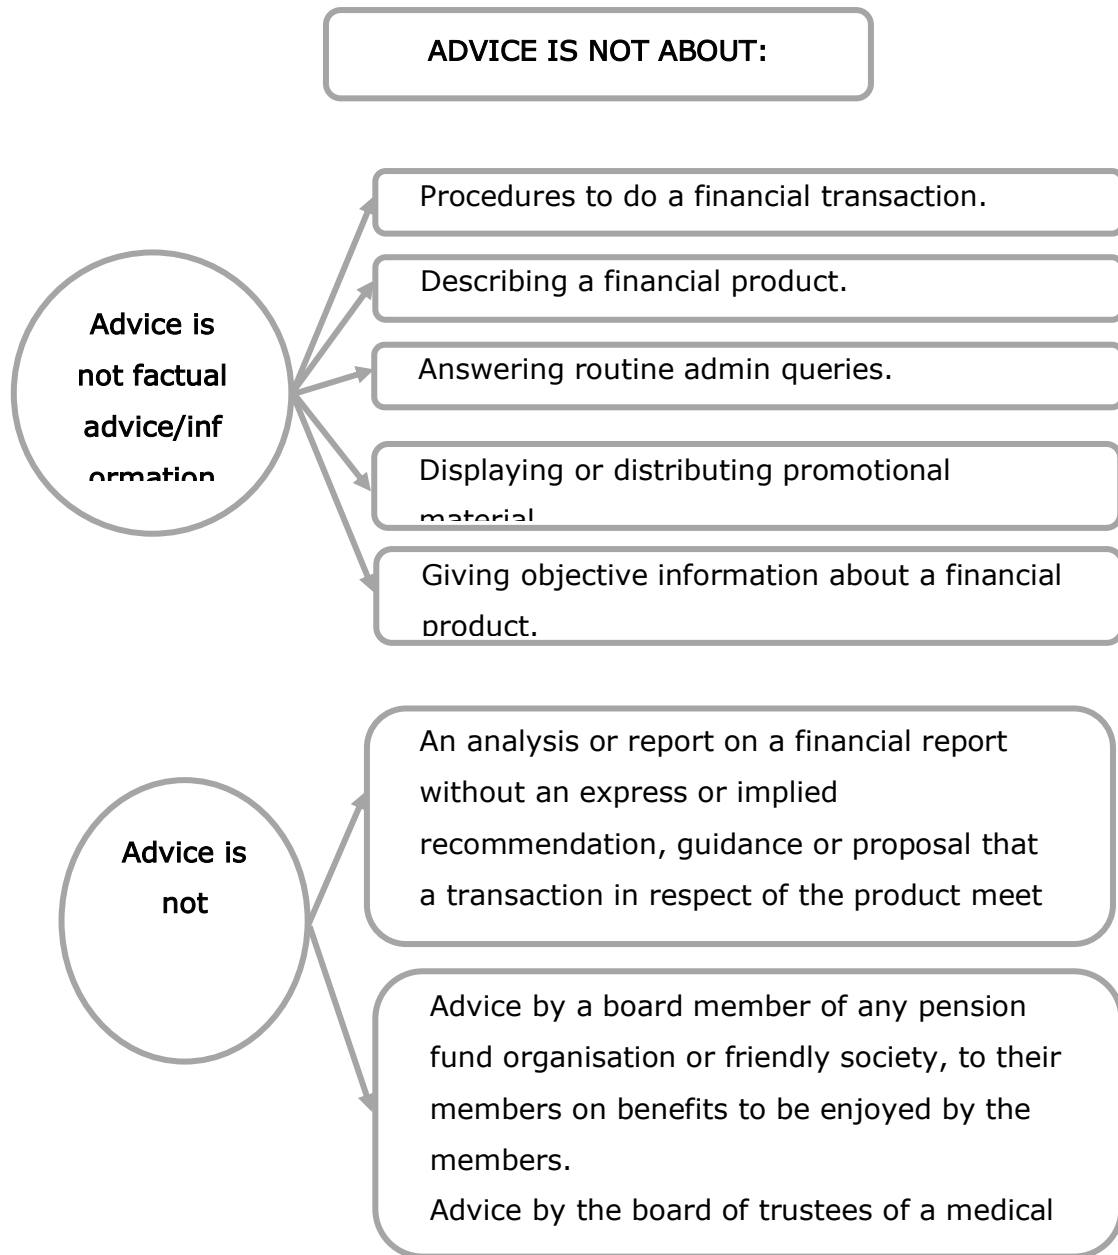 ADVICE IS NOT ABOUT:
Procedures to do a financial transaction.
Describing a financial product.
Answering routine admin queries.
Displaying or distributing promotional
material
Giving objective information about a financial
product.
Advice is
not factual
advice/inf
ormation
An analysis or report on a financial report
without an express or implied
recommendation, guidance or proposal that
a transaction in respect of the product meet
Advice by a board member of any pension
fund organisation or friendly society, to their
members on benefits to be enjoyed by the
members.
Advice by the board of trustees of a medical
Advice is
not